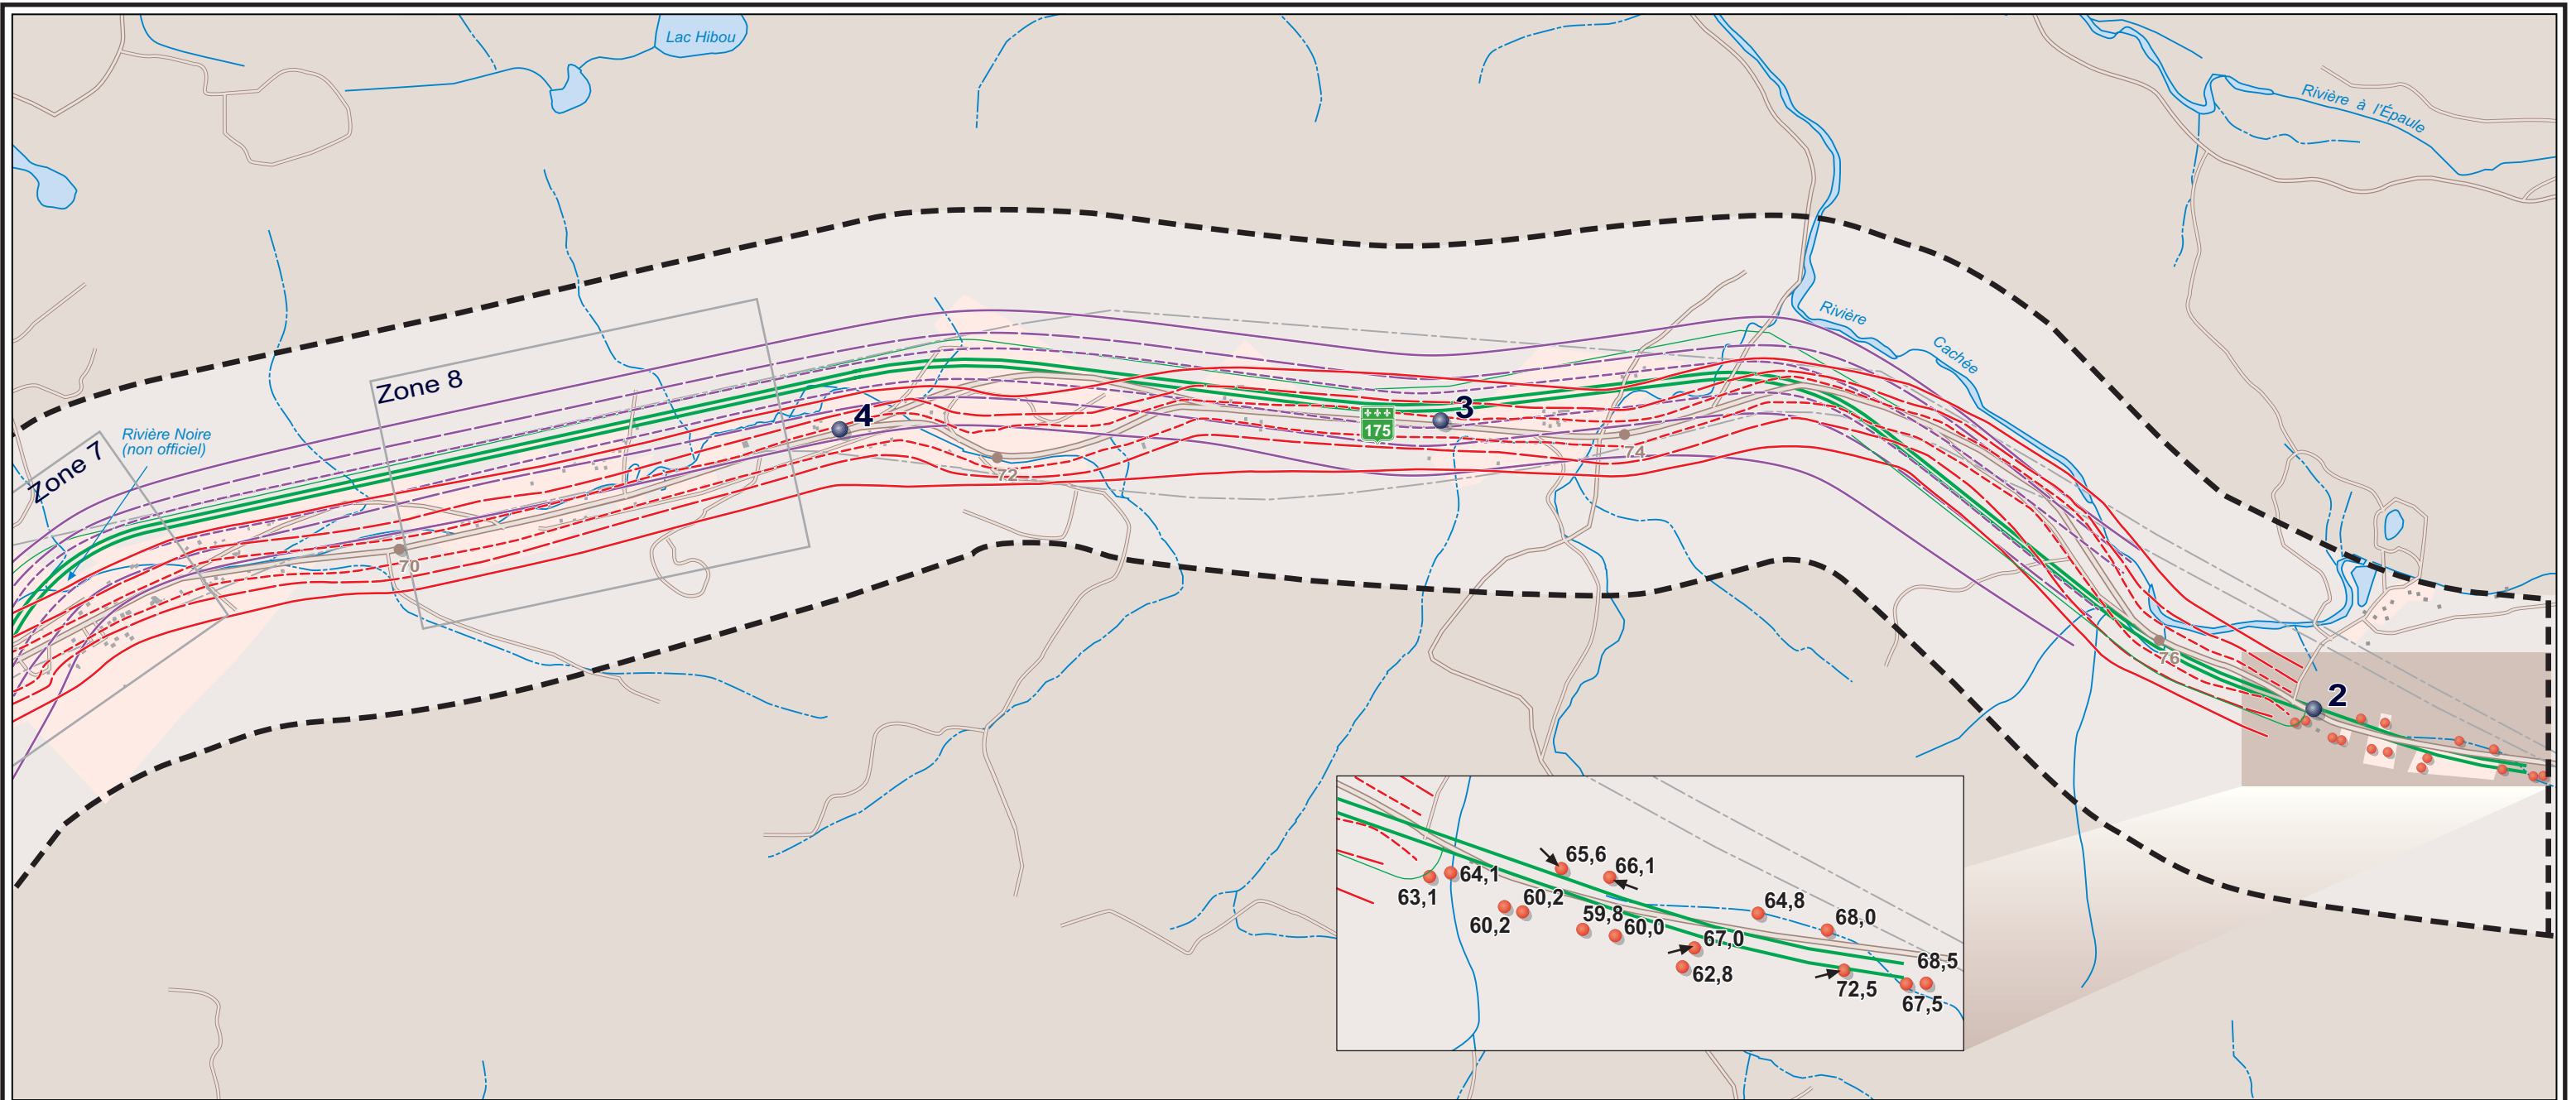 Lac Hibou
Rivière à l'Épaule
Rivière
Cachée
Zone 8
Zone 7
Rivière Noire
(non officiel)
4
3
175
74
72
70
76
2
65,6
66,1
64,1
63,1
60,2
60,2
59,8
60,0
64,8
68,0
67,0
62,8
68,5
72,5
67,5